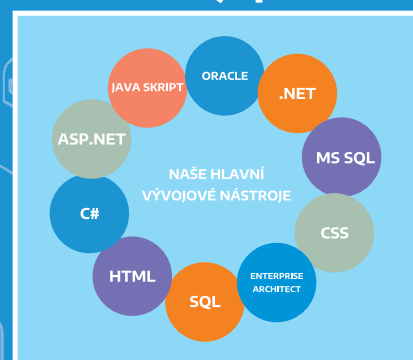 ORACLE
JAVA SKRIPT
.NET
ASP.NET
MS SQL
NAŠE HLAVNÍ
VÝVOJOVÉ NÁSTROJE
C#
CSS
HTML
ENTERPRISE
ARCHITECT
SQL